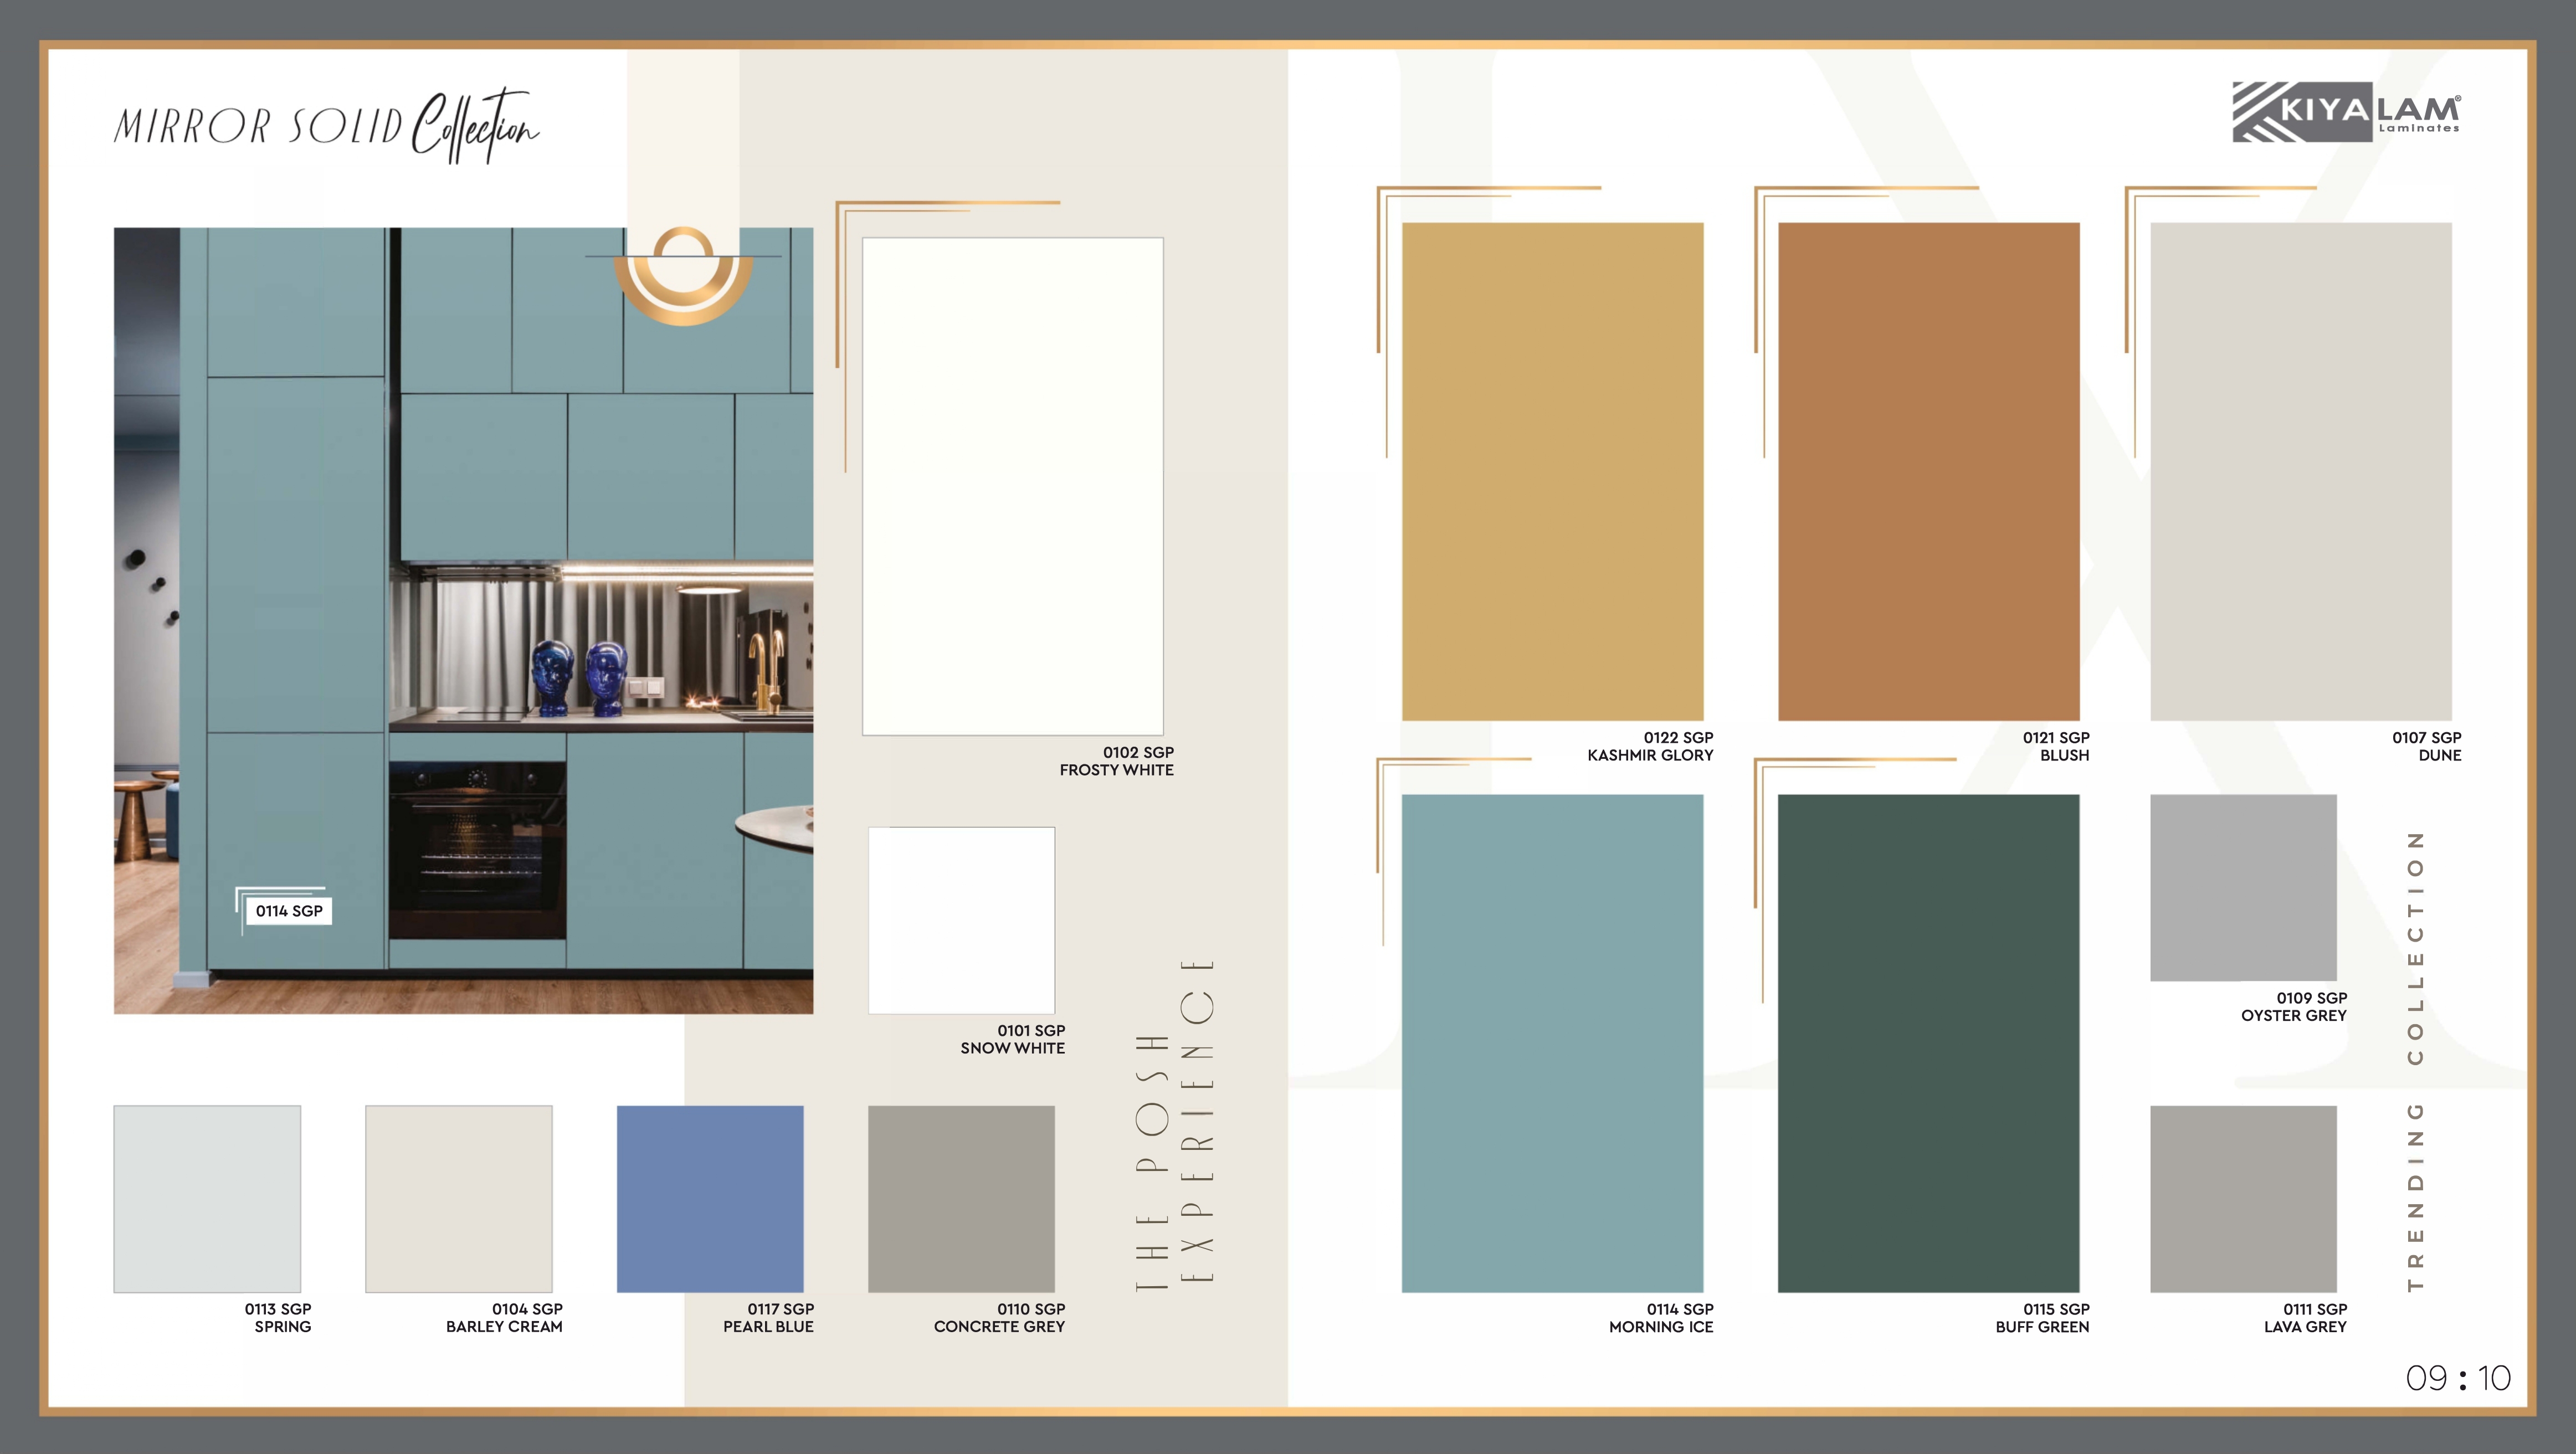 MIRROR SOLID Collection
KIYALAM®
Laminates
0114 SGP
0102 SGP
FROSTY WHITE
0101 SGP
SNOW WHITE
0113 SGP
SPRING
0104 SGP
BARLEY CREAM
0117 SGP
PEARL BLUE
0110 SGP
CONCRETE GREY
THE POSH
EXPERIENCE
0122 SGP
KASHMIR GLORY
0121 SGP
BLUSH
0107 SGP
DUNE
0114 SGP
MORNING ICE
0115 SGP
BUFF GREEN
0109 SGP
OYSTER GREY
0111 SGP
LAVA GREY
TRENDING COLLECTION
09:10